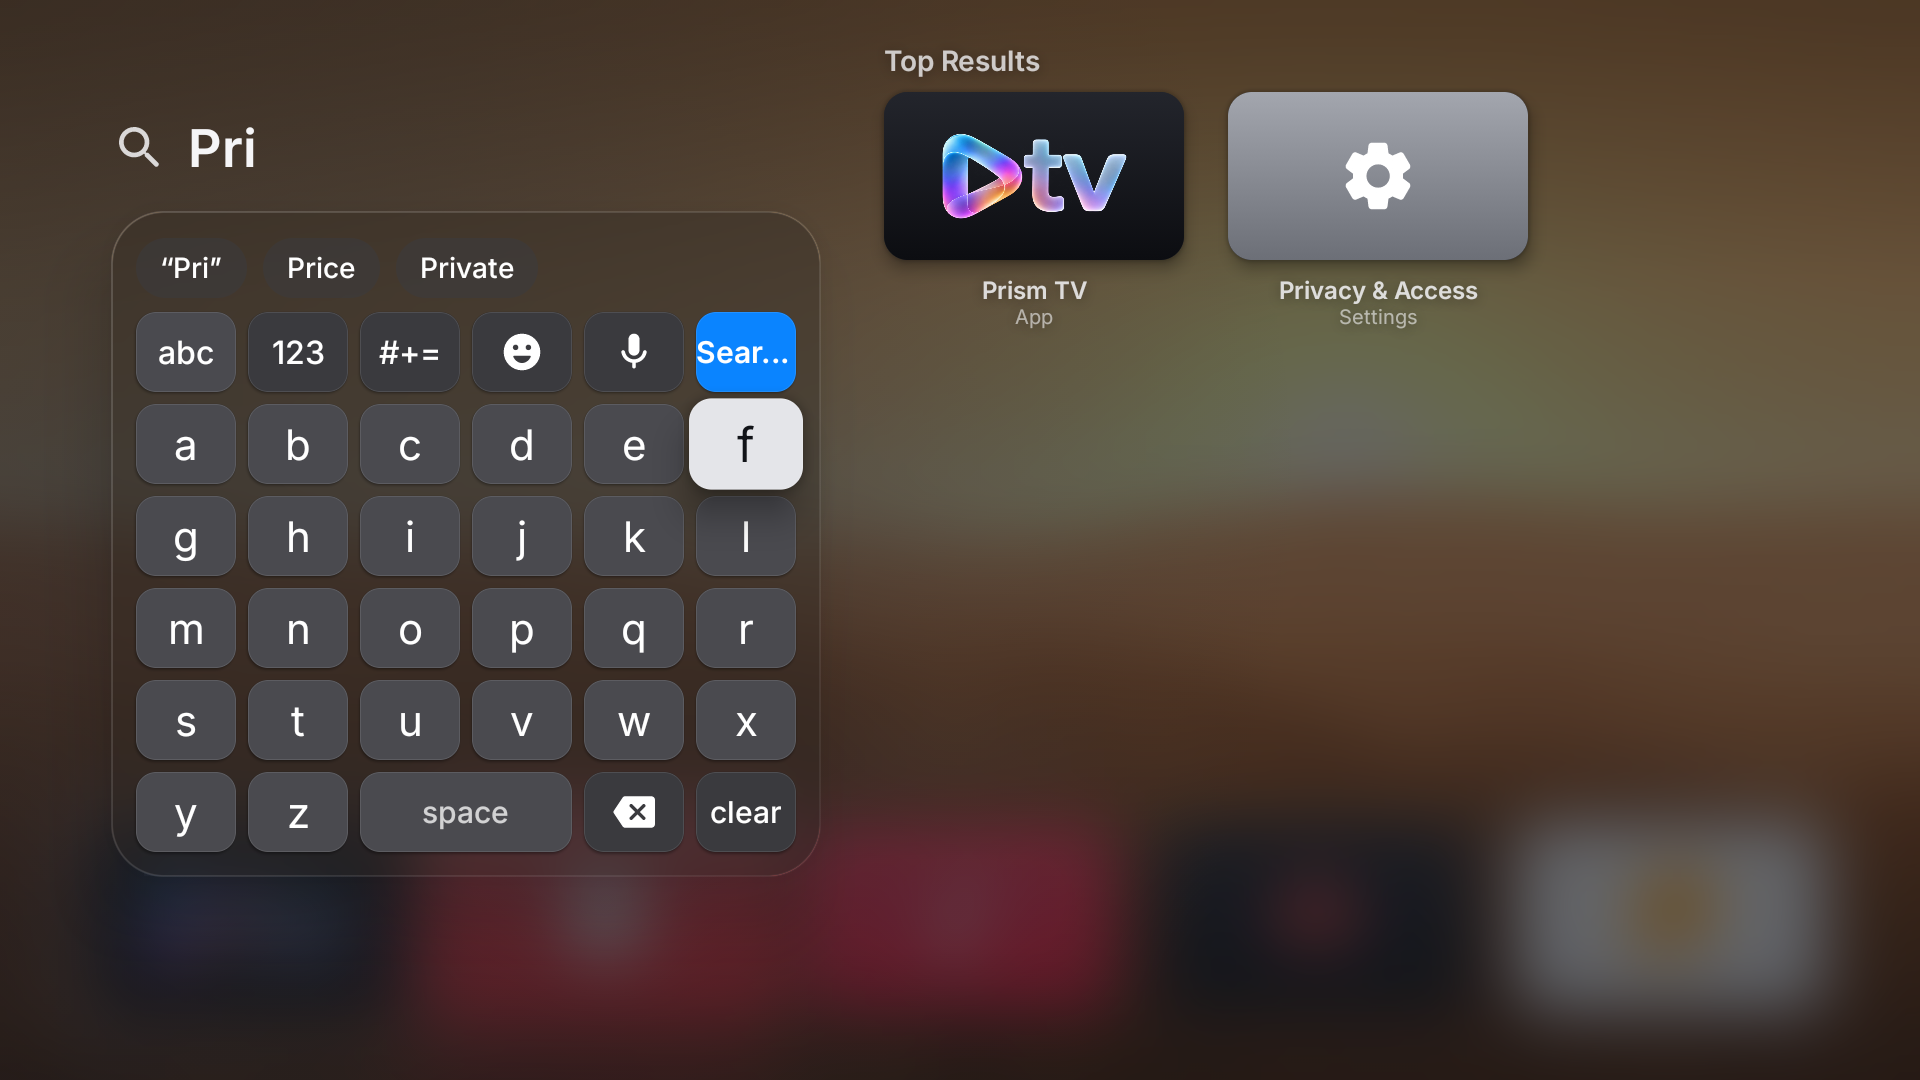 Pri
“Pri” Price Private
abc 123 #+= Sear...
a b c d e f
g h i j k l
m n o p q r
s t u v w x
y z space clear
Top Results
tv
Prism TV
App
Privacy & Access
Settings